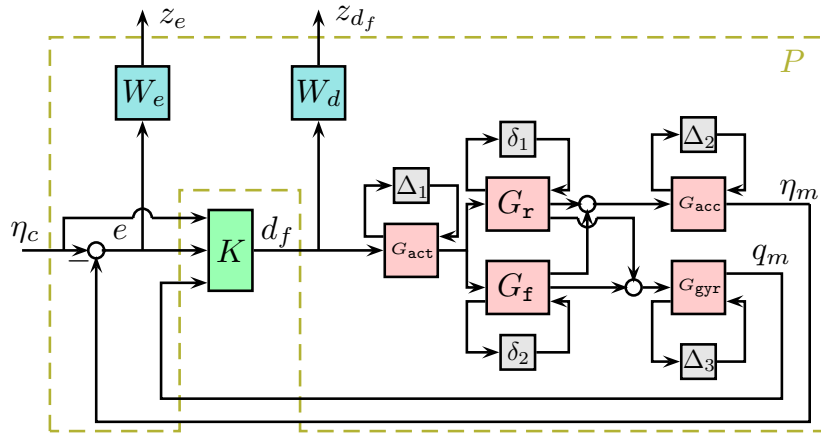 z_e
z_{d_f}
P
W_e
W_d
δ_1
Δ_2
Δ_1
G_r
G_acc
η_m
η_c
e
K
d_f
G_act
−
q_m
G_f
G_gyr
δ_2
Δ_3